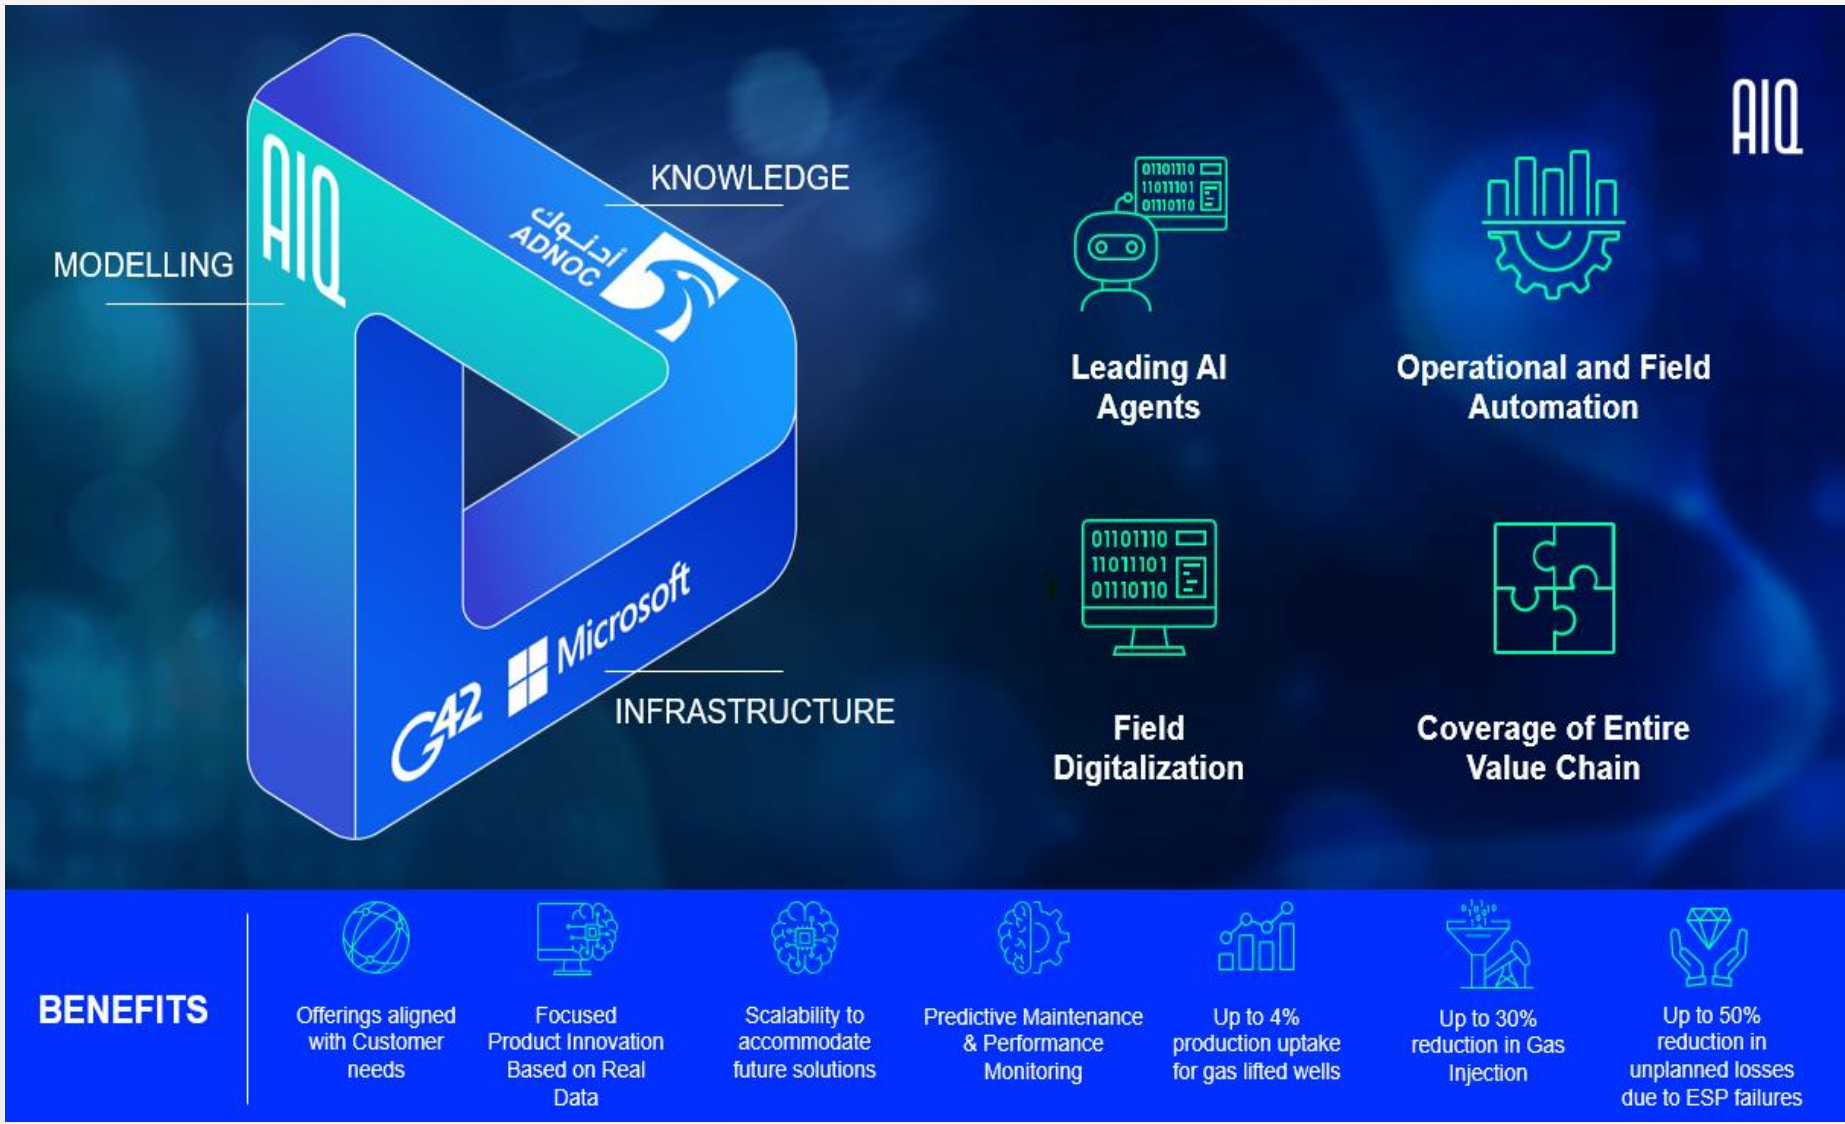 AIQ
KNOWLEDGE
MODELLING
AIQ
أدنوك
ADNOC
01101110
11011101
01110110
Leading AI
Agents
Operational and Field
Automation
01101110
11011101
01110110
Field
Digitalization
Coverage of Entire
Value Chain
Microsoft
G42
INFRASTRUCTURE
BENEFITS
Offerings aligned
with Customer
needs
Focused
Product Innovation
Based on Real
Data
Scalability to
accommodate
future solutions
Predictive Maintenance
& Performance
Monitoring
Up to 4%
production uptake
for gas lifted wells
Up to 30%
reduction in Gas
Injection
Up to 50%
reduction in
unplanned losses
due to ESP failures